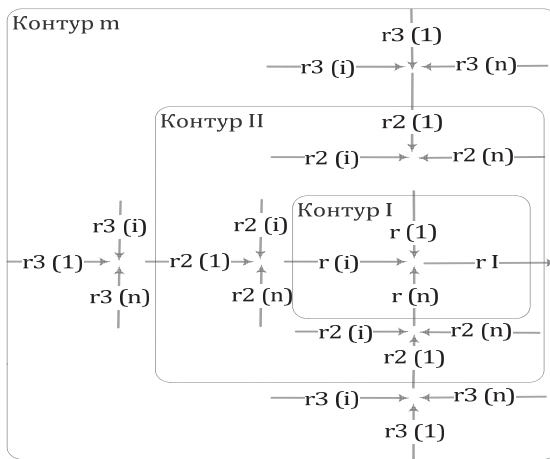 Контур m
r3 (1)
r3 (i) r3 (n)
Контур II
r2 (1)
r2 (i) r2 (n)
Контур I
r3 (i) r2 (i) r (1)
r3 (1) r2 (1) r (i) r I
r3 (n) r2 (n) r (n)
r2 (i) r2 (n)
r2 (1)
r3 (i) r3 (n)
r3 (1)